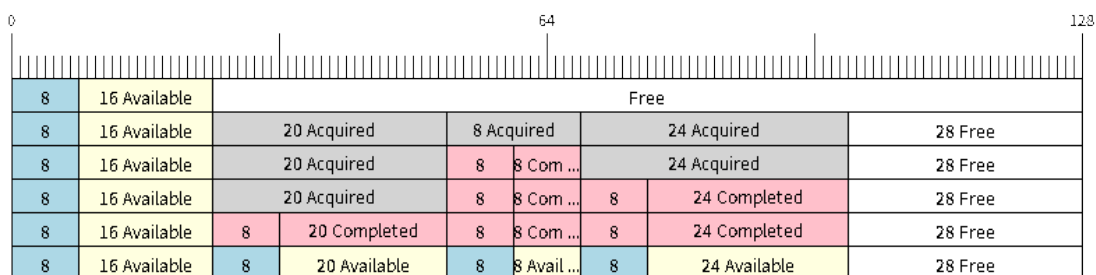 0 64 128
8 16 Available Free
8 16 Available 20 Acquired 8 Acquired 24 Acquired 28 Free
8 16 Available 20 Acquired 8 8 Com ... 24 Acquired 28 Free
8 16 Available 20 Acquired 8 8 Com ... 8 24 Completed 28 Free
8 16 Available 8 20 Completed 8 8 Com ... 8 24 Completed 28 Free
8 16 Available 8 20 Available 8 8 Avail ... 8 24 Available 28 Free